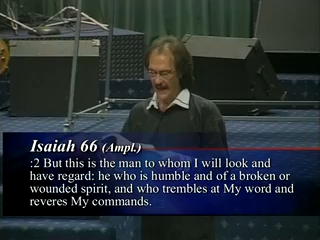 Isaiah 66 (Ampl.)
:2 But this is the man to whom I will look and
have regard: he who is humble and of a broken or
wounded spirit, and who trembles at My word and
reveres My commands.